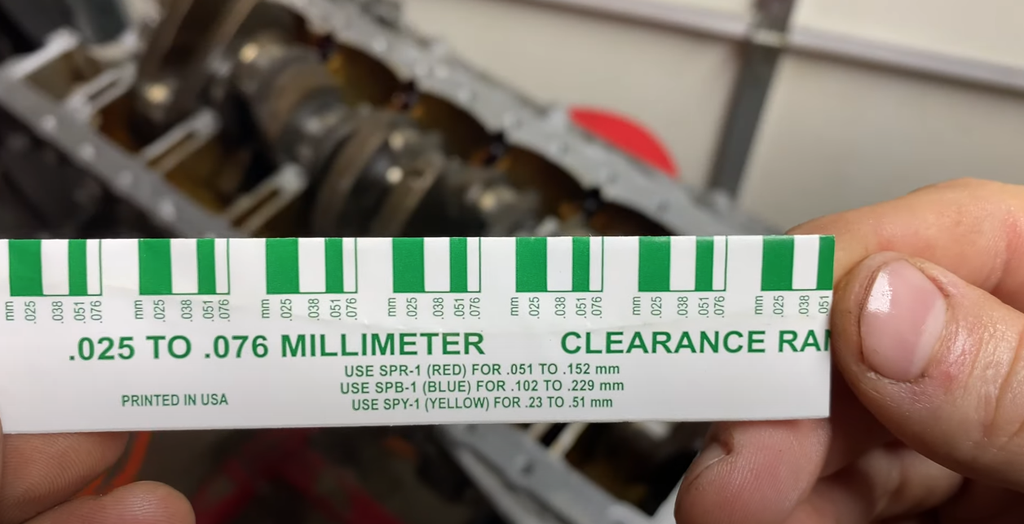 mm .025 .038 .051 .076 mm .025 .038 .051 .076 mm .025 .038 .051 .076 mm .025 .038 .051 .076 mm .025 .038 .051 .076 mm .025 .038 .051 .076 mm .025 .038 .051
.025 TO .076 MILLIMETER CLEARANCE RAN
USE SPR-1 (RED) FOR .051 TO .152 mm
USE SPB-1 (BLUE) FOR .102 TO .229 mm
PRINTED IN USA
USE SPY-1 (YELLOW) FOR .23 TO .51 mm